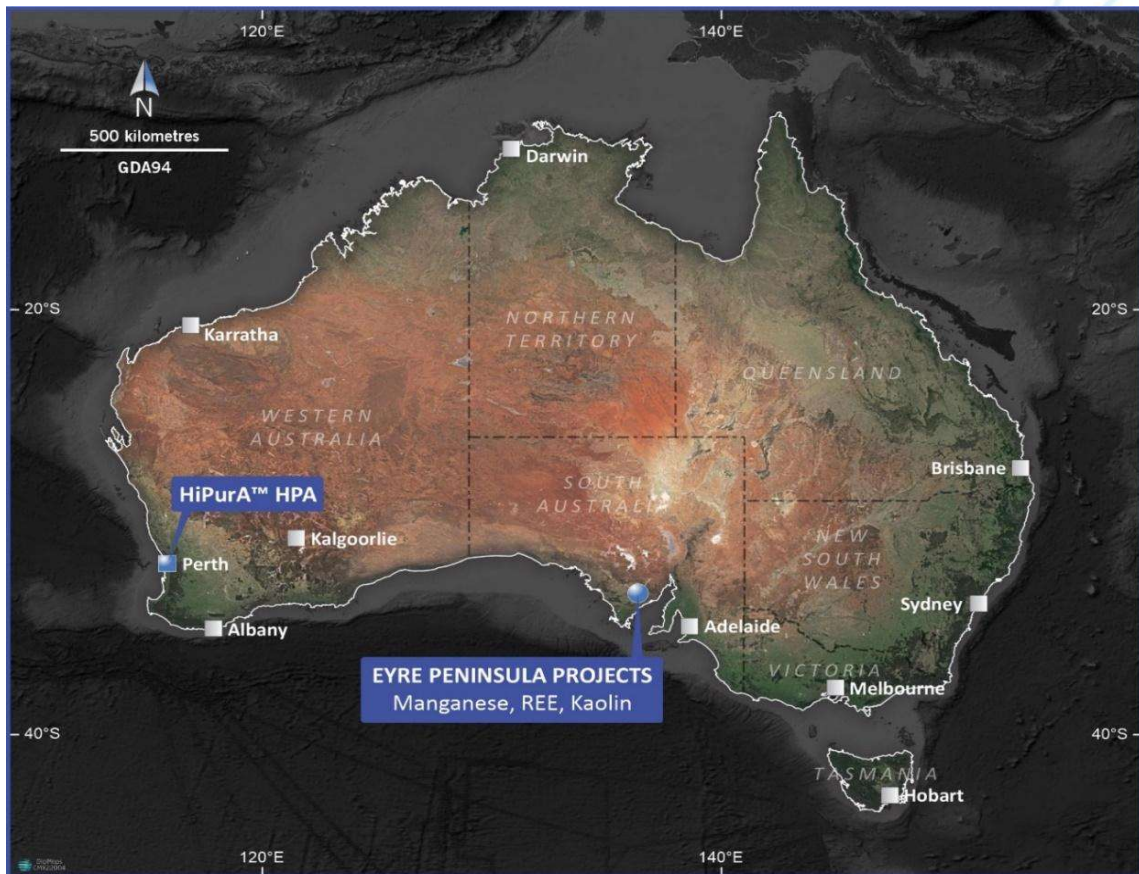 120°E
140°E
N
500 kilometres
GDA94
Darwin
20°S
20°S
Karratha
NORTHERN
TERRITORY
QUEENSLAND
WESTERN
AUSTRALIA
Brisbane
SOUTH
AUSTRALIA
HiPurA™ HPA
Kalgoorlie
NEW
SOUTH
WALES
Perth
Sydney
Albany
Adelaide
EYRE PENINSULA PROJECTS
Manganese, REE, Kaolin
VICTORIA
Melbourne
40°S
40°S
TASMANIA
Hobart
120°E
140°E